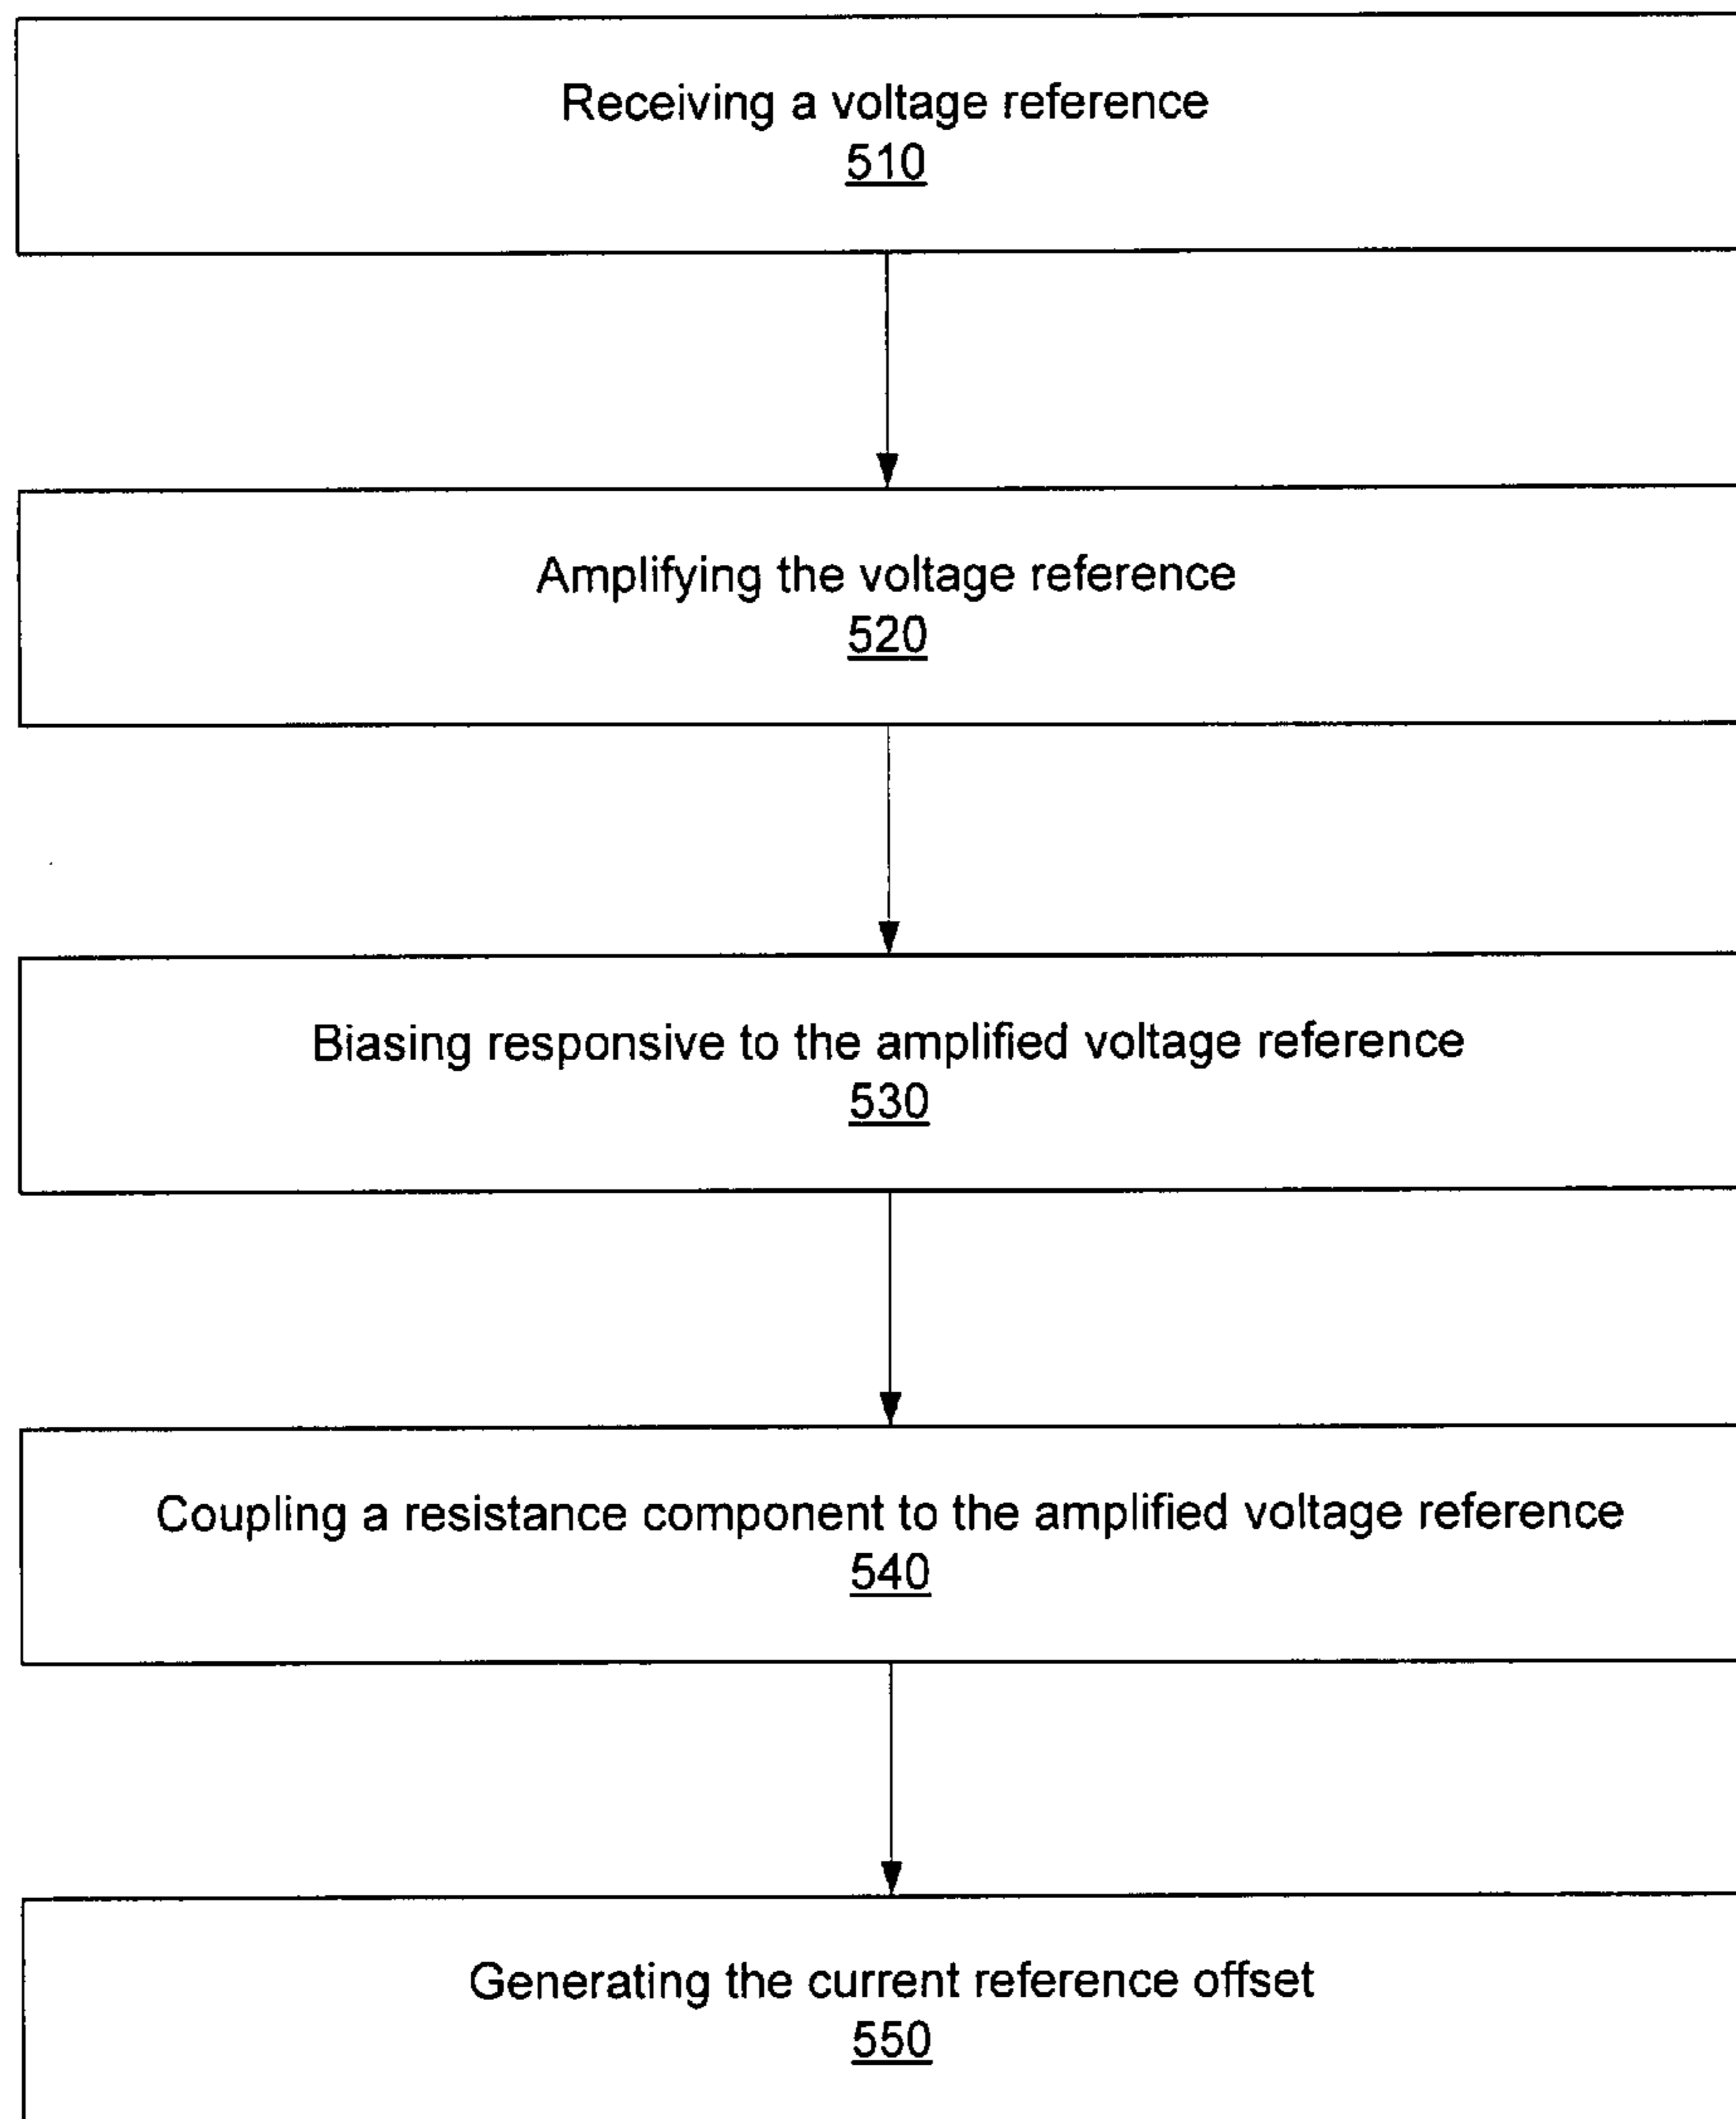 Receiving a voltage reference
510
Amplifying the voltage reference
520
Biasing responsive to the amplified voltage reference
530
Coupling a resistance component to the amplified voltage reference
540
Generating the current reference offset
550